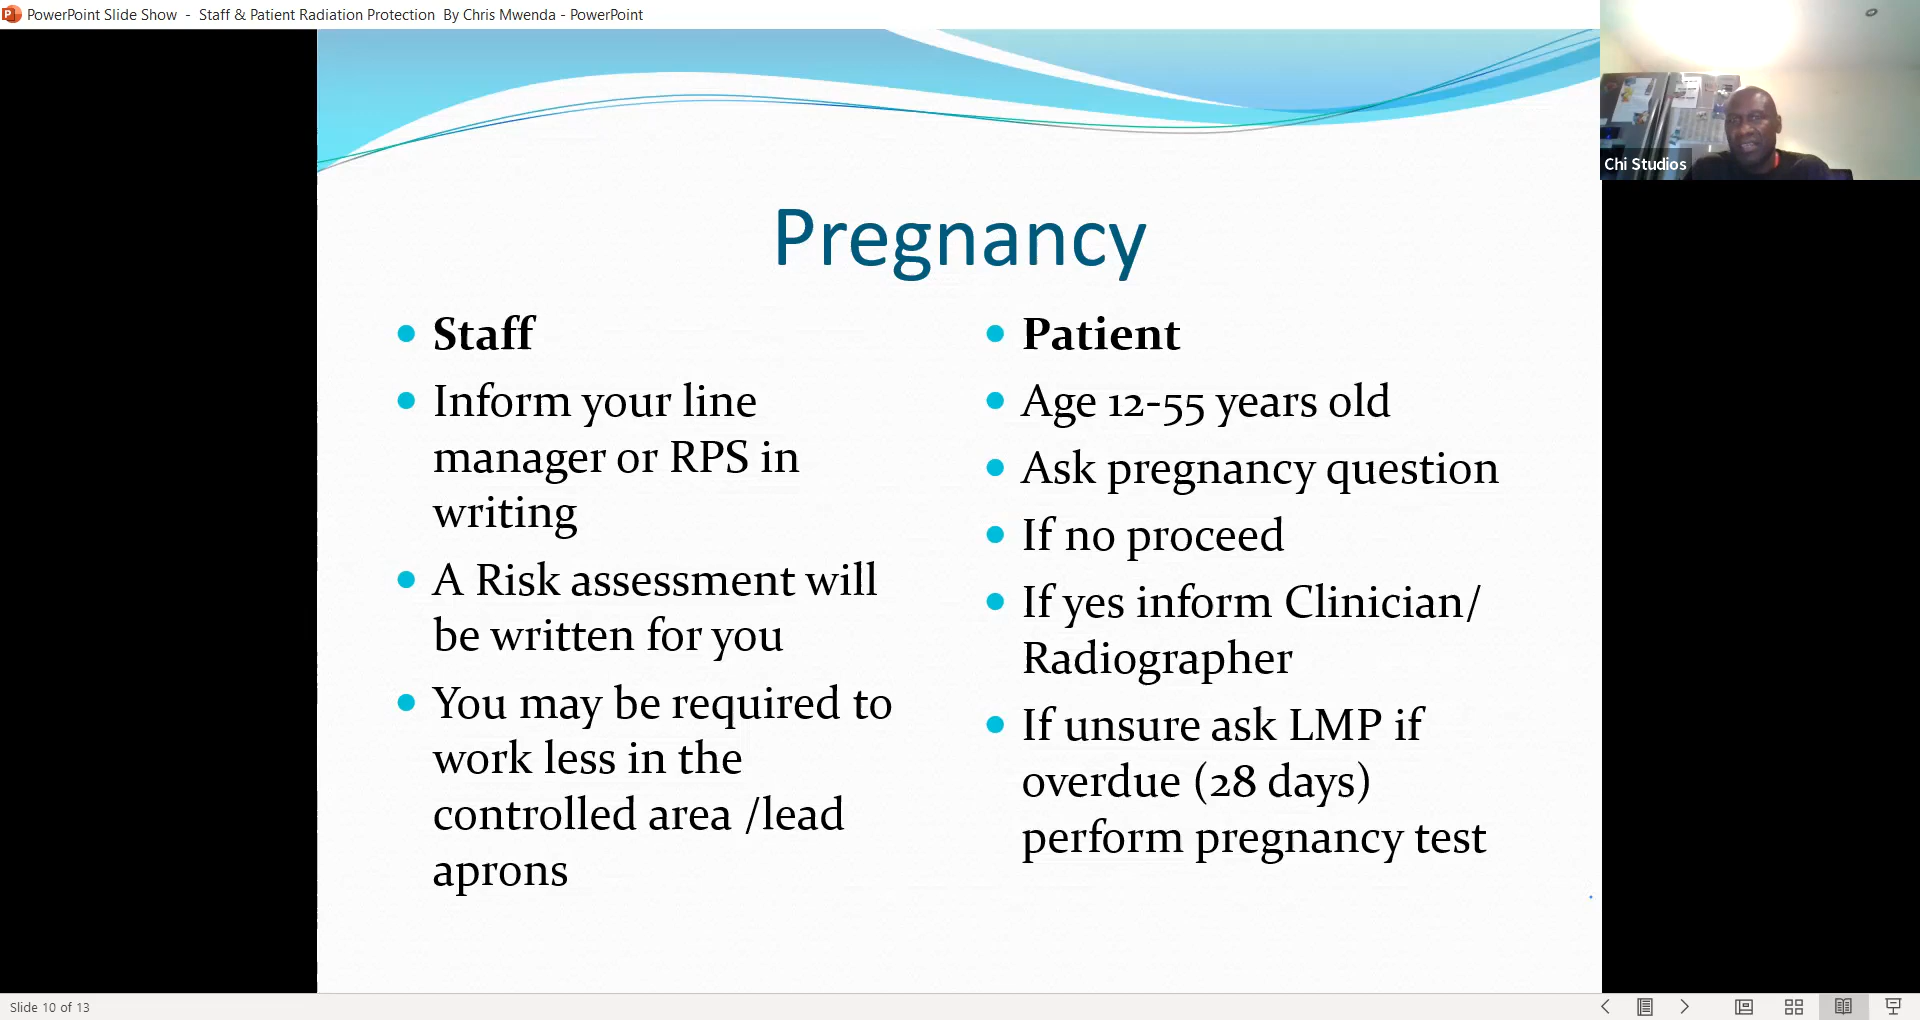 PowerPoint Slide Show - Staff & Patient Radiation Protection By Chris Mwenda - PowerPoint
Chi Studios
Pregnancy
Staff
Inform your line
manager or RPS in
writing
A Risk assessment will
be written for you
You may be required to
work less in the
controlled area /lead
aprons
Patient
Age 12-55 years old
Ask pregnancy question
If no proceed
If yes inform Clinician/
Radiographer
If unsure ask LMP if
overdue (28 days)
perform pregnancy test
Slide 10 of 13